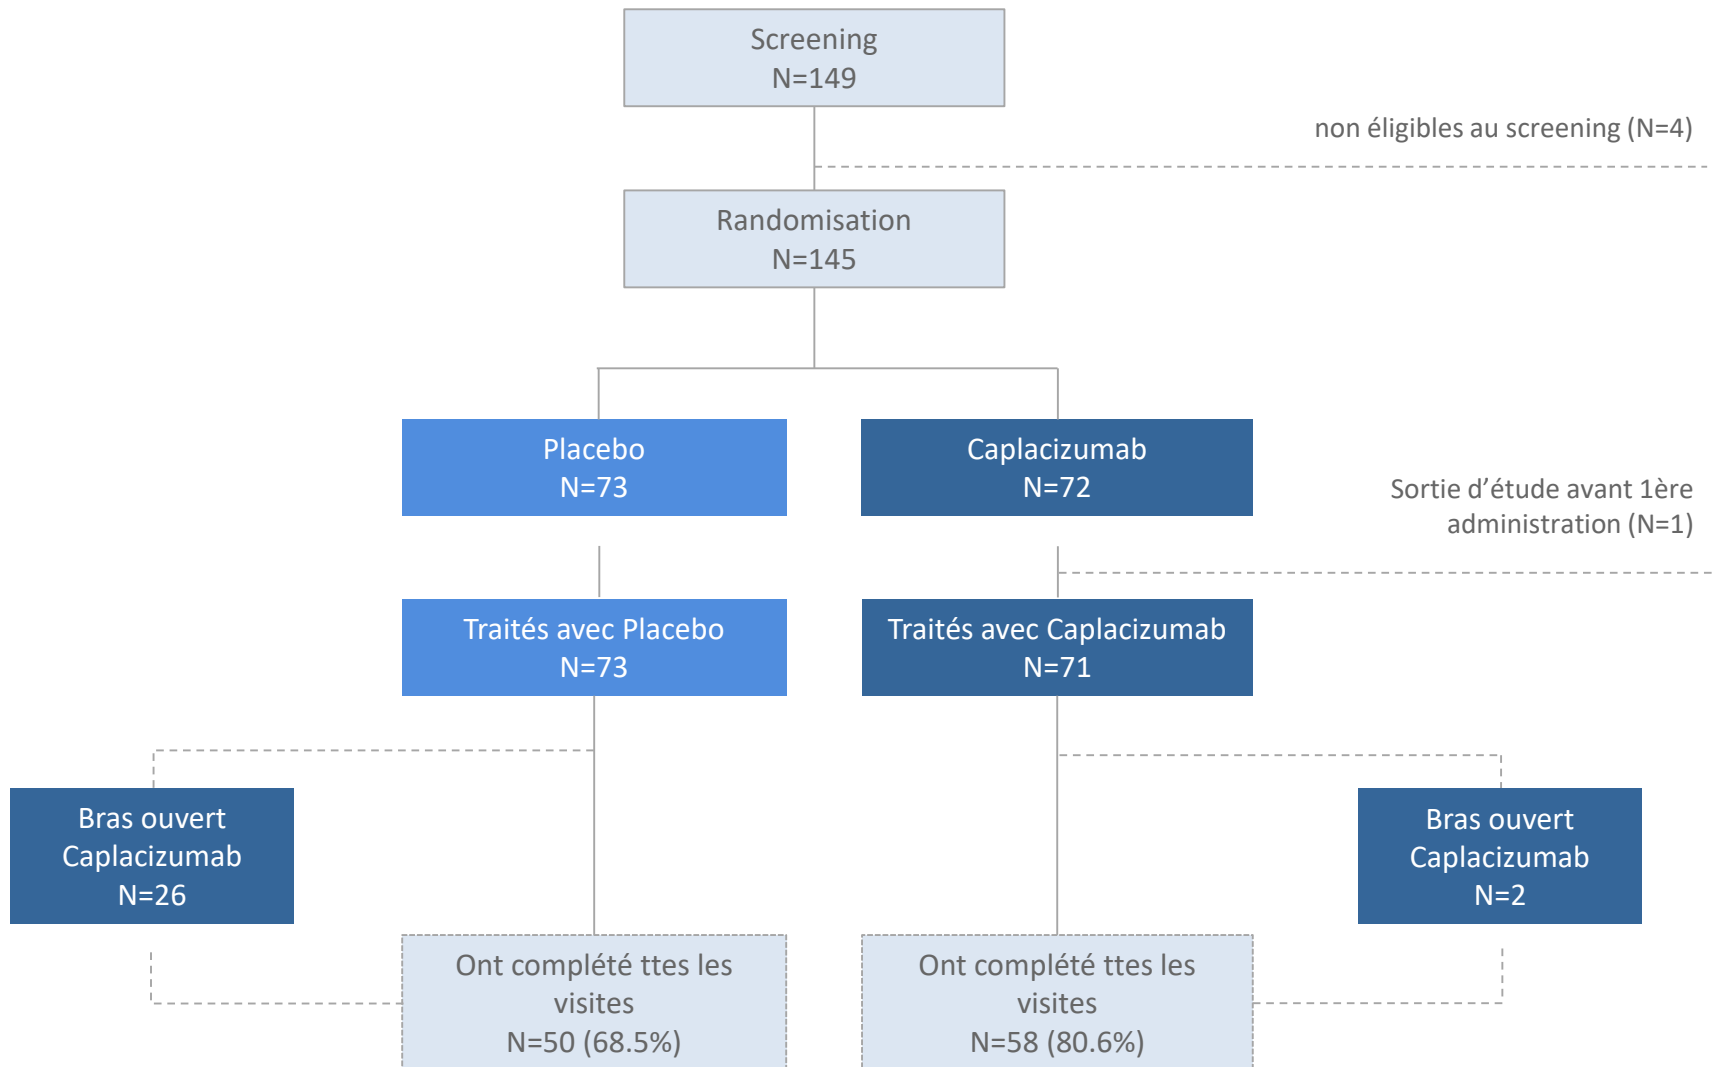 Screening
N=149
non éligibles au screening (N=4)
Randomisation
N=145
Placebo
N=73
Caplacizumab
N=72
Sortie d’étude avant 1ère
administration (N=1)
Traités avec Placebo
N=73
Traités avec Caplacizumab
N=71
Bras ouvert
Caplacizumab
N=26
Bras ouvert
Caplacizumab
N=2
Ont complété ttes les
visites
N=50 (68.5%)
Ont complété ttes les
visites
N=58 (80.6%)